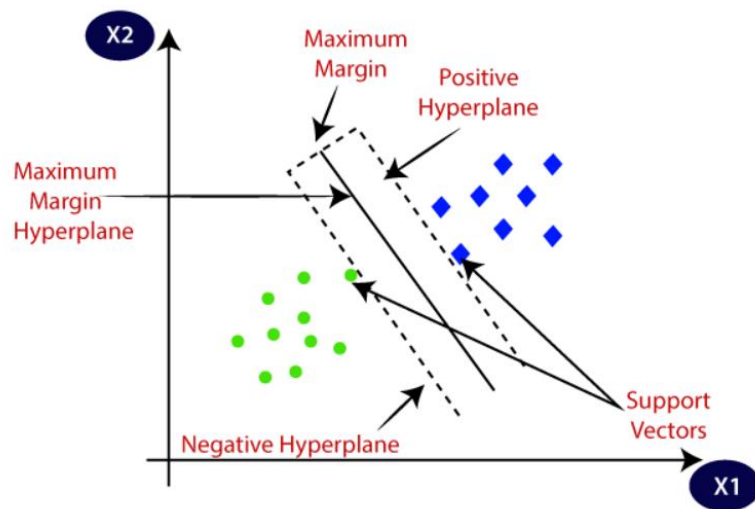 X2
Maximum
Margin
Positive
Hyperplane
Maximum
Margin
Hyperplane
Support
Vectors
Negative Hyperplane
X1